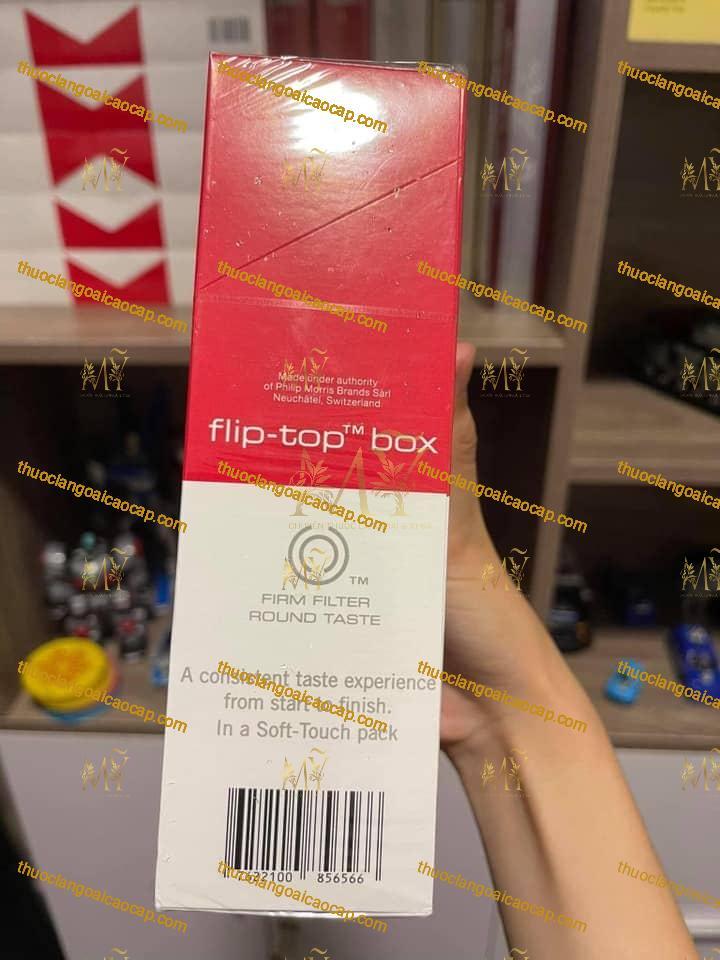 Made under authority
of Philip Morris Brands Sàrl
Neuchâtel, Switzerland
flip-top™ box
™
FIRM FILTER
ROUND TASTE
A consistent taste experience
from start to finish.
In a Soft-Touch pack
856566
thuoclangoaicaocap.com
MỸ